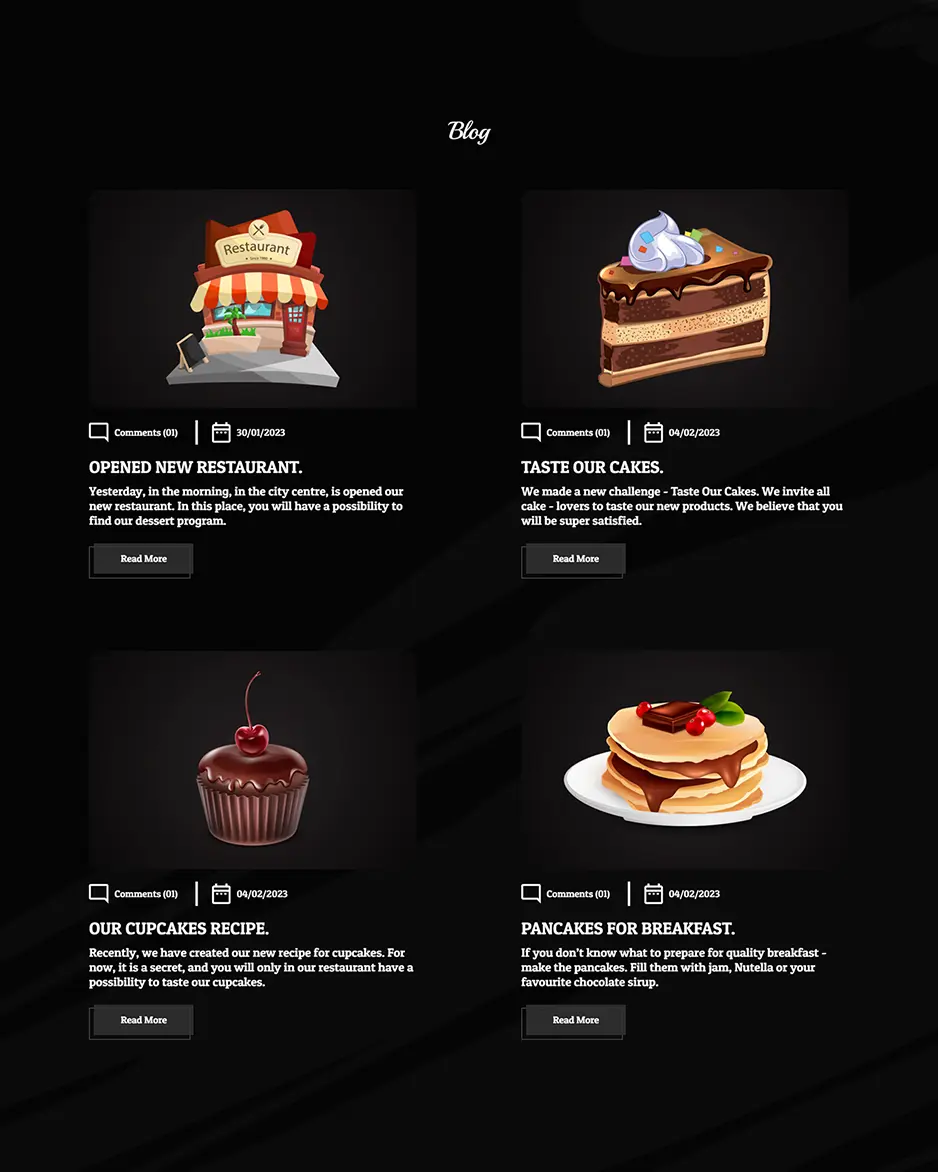 Blog
Restaurant
Since 1988
Comments (01)
30/01/2023
OPENED NEW RESTAURANT.
Yesterday, in the morning, in the city centre, is opened our
new restaurant. In this place, you will have a possibility to
find our dessert program.
Read More
Comments (01)
04/02/2023
TASTE OUR CAKES.
We made a new challenge - Taste Our Cakes. We invite all
cake - lovers to taste our new products. We believe that you
will be super satisfied.
Read More
Comments (01)
04/02/2023
OUR CUPCAKES RECIPE.
Recently, we have created our new recipe for cupcakes. For
now, it is a secret, and you will only in our restaurant have a
possibility to taste our cupcakes.
Read More
Comments (01)
04/02/2023
PANCAKES FOR BREAKFAST.
If you don’t know what to prepare for quality breakfast -
make the pancakes. Fill them with jam, Nutella or your
favourite chocolate sirup.
Read More